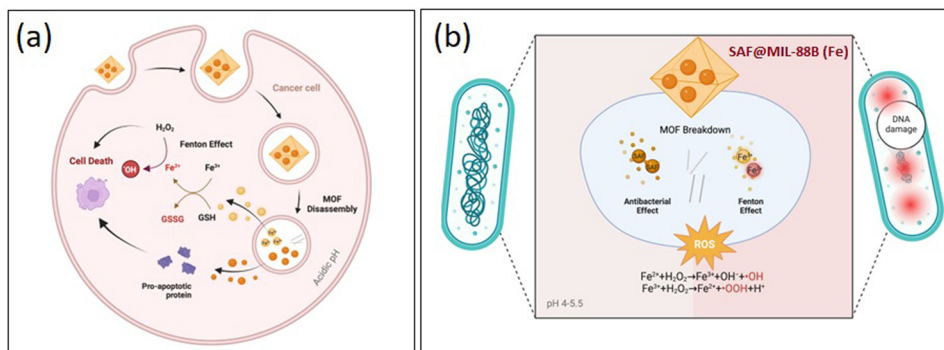 (a)
Cancer cell
H₂O₂
Fenton Effect
Cell Death
OH
Fe²⁺
Fe³⁺
GSSG
GSH
MOF
Disassembly
Acidic pH
Pro-apoptotic
protein
(b)
SAF@MIL-88B (Fe)
MOF Breakdown
SAF
SAF
Antibacterial
Effect
Fenton
Effect
ROS
Fe²⁺+H₂O₂→Fe³⁺+OH⁻+•OH
Fe³⁺+H₂O₂→Fe²⁺+•OOH+H⁺
pH 4-5.5
DNA
damage